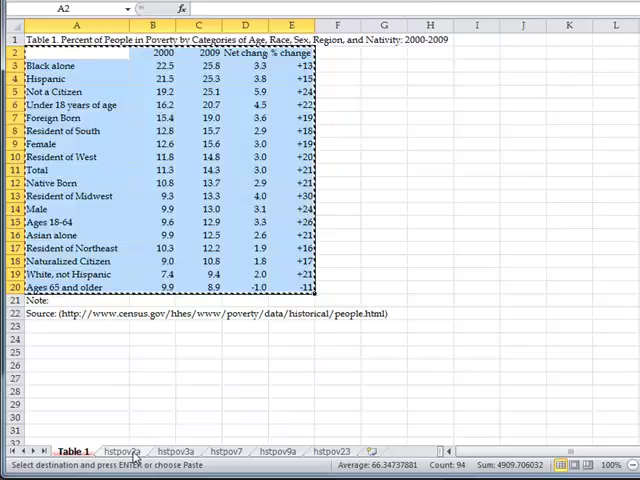 A2 fx
A B C D E F G H I J K L
1 Table 1. Percent of People in Poverty by Categories of Age, Race, Sex, Region, and Nativity: 2000-2009
2 2000 2009 Net chang % change
3 Black alone 22.5 25.8 3.3 +13
4 Hispanic 21.5 25.3 3.8 +15
5 Not a Citizen 19.2 25.1 5.9 +24
6 Under 18 years of age 16.2 20.7 4.5 +22
7 Foreign Born 15.4 19.0 3.6 +19
8 Resident of South 12.8 15.7 2.9 +18
9 Female 12.6 15.6 3.0 +19
10 Resident of West 11.8 14.8 3.0 +20
11 Total 11.3 14.3 3.0 +21
12 Native Born 10.8 13.7 2.9 +21
13 Resident of Midwest 9.3 13.3 4.0 +30
14 Male 9.9 13.0 3.1 +24
15 Ages 18-64 9.6 12.9 3.3 +26
16 Asian alone 9.9 12.5 2.6 +21
17 Resident of Northeast 10.3 12.2 1.9 +16
18 Naturalized Citizen 9.0 10.8 1.8 +17
19 White, not Hispanic 7.4 9.4 2.0 +21
20 Ages 65 and older 9.9 8.9 -1.0 -11
21 Note:
22 Source: (http://www.census.gov/hhes/www/poverty/data/historical/people.html)
23
24
25
26
27
28
29
30
31
32
Table 1 hstpov2a hstpov3a hstpov7 hstpov9a hstpov23
Select destination and press ENTER or choose Paste Average: 66.34737881 Count: 94 Sum: 4909.706032 100%